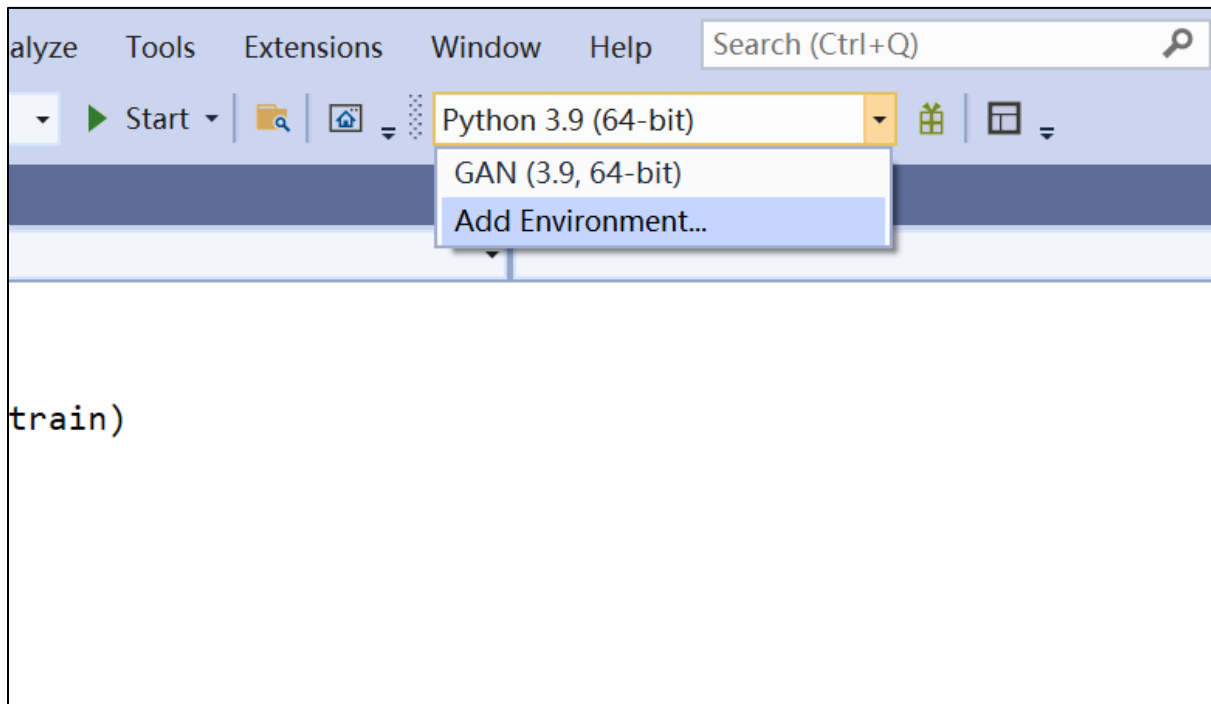 alyze Tools Extensions Window Help Search (Ctrl+Q)
Start Python 3.9 (64-bit)
GAN (3.9, 64-bit)
Add Environment...
train)